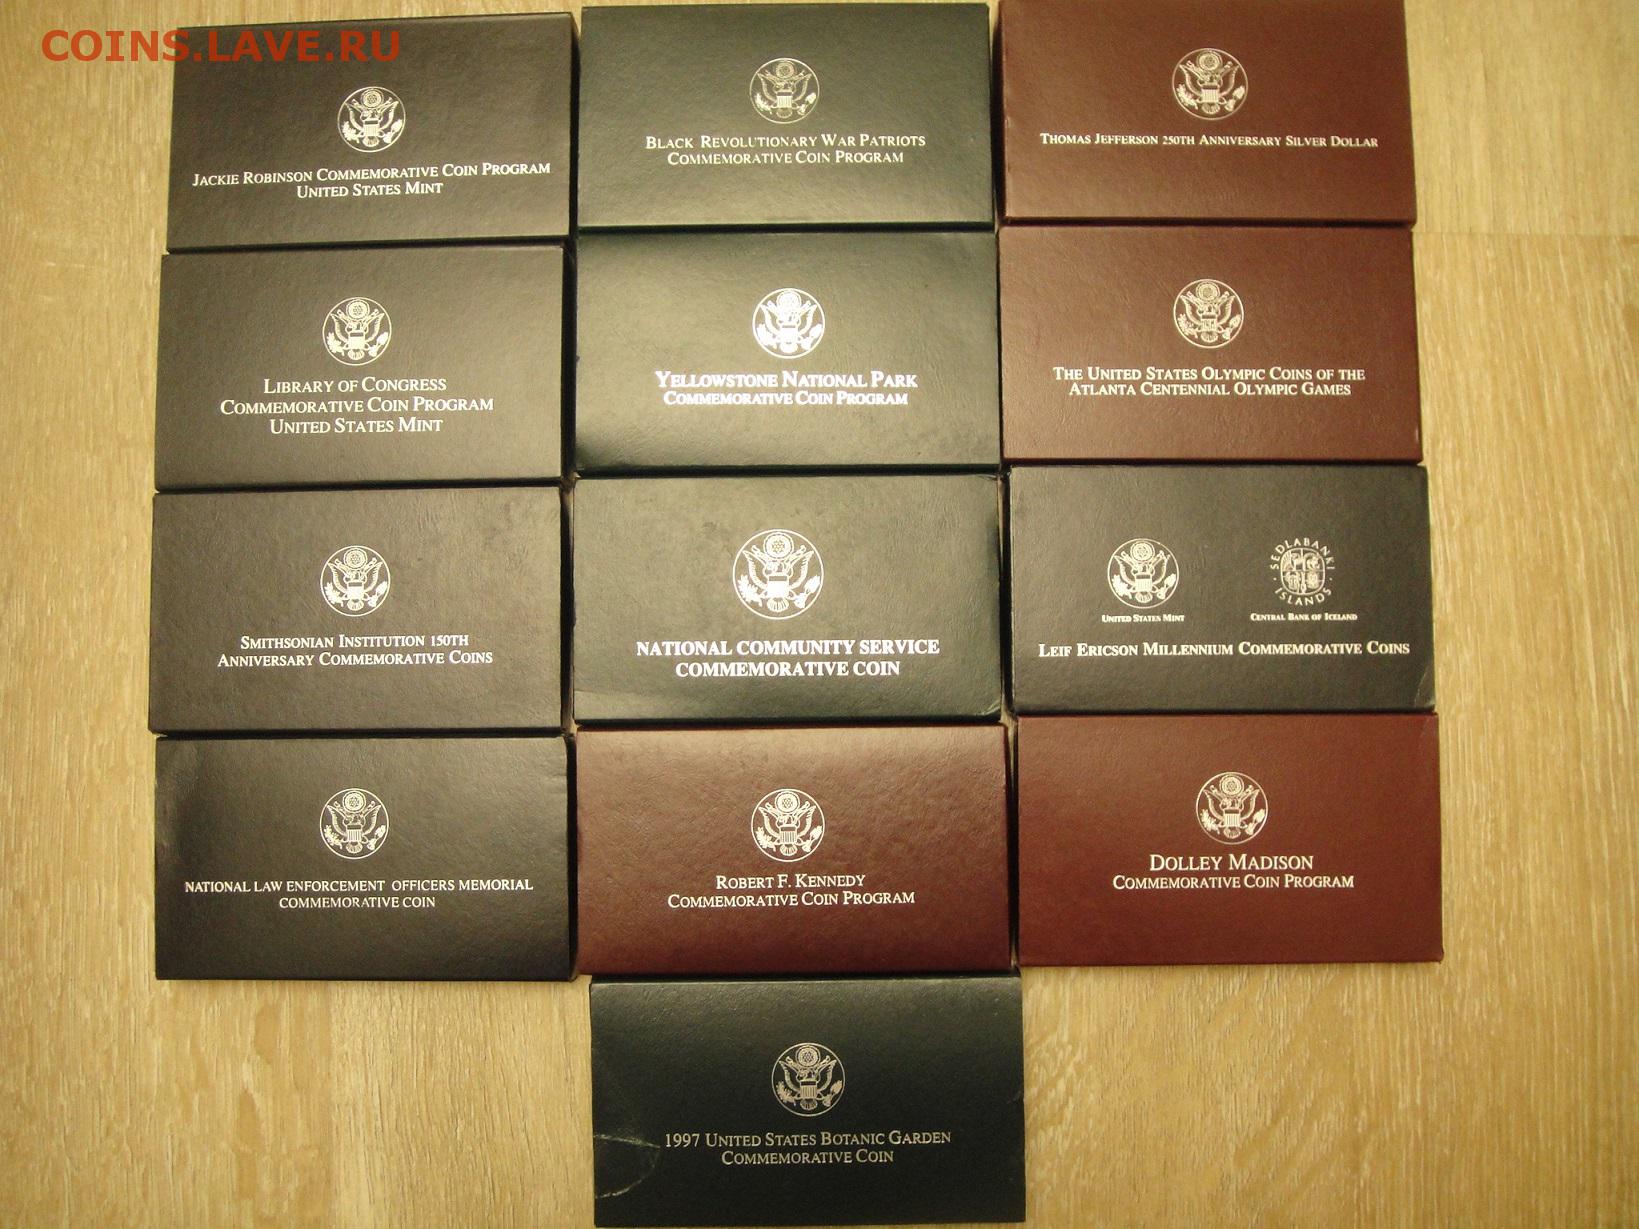 COINS.LAVE.RU
JACKIE ROBINSON COMMEMORATIVE COIN PROGRAM
UNITED STATES MINT
BLACK REVOLUTIONARY WAR PATRIOTS
COMMEMORATIVE COIN PROGRAM
THOMAS JEFFERSON 250TH ANNIVERSARY SILVER DOLLAR
LIBRARY OF CONGRESS
COMMEMORATIVE COIN PROGRAM
UNITED STATES MINT
YELLOWSTONE NATIONAL PARK
COMMEMORATIVE COIN PROGRAM
THE UNITED STATES OLYMPIC COINS OF THE
ATLANTA CENTENNIAL OLYMPIC GAMES
SMITHSONIAN INSTITUTION 150TH
ANNIVERSARY COMMEMORATIVE COINS
NATIONAL COMMUNITY SERVICE
COMMEMORATIVE COIN
UNITED STATES MINT
SEDLABANKI · ISLANDS ·
CENTRAL BANK OF ICELAND
LEIF ERICSON MILLENNIUM COMMEMORATIVE COINS
NATIONAL LAW ENFORCEMENT OFFICERS MEMORIAL
COMMEMORATIVE COIN
ROBERT F. KENNEDY
COMMEMORATIVE COIN PROGRAM
DOLLEY MADISON
COMMEMORATIVE COIN PROGRAM
1997 UNITED STATES BOTANIC GARDEN
COMMEMORATIVE COIN